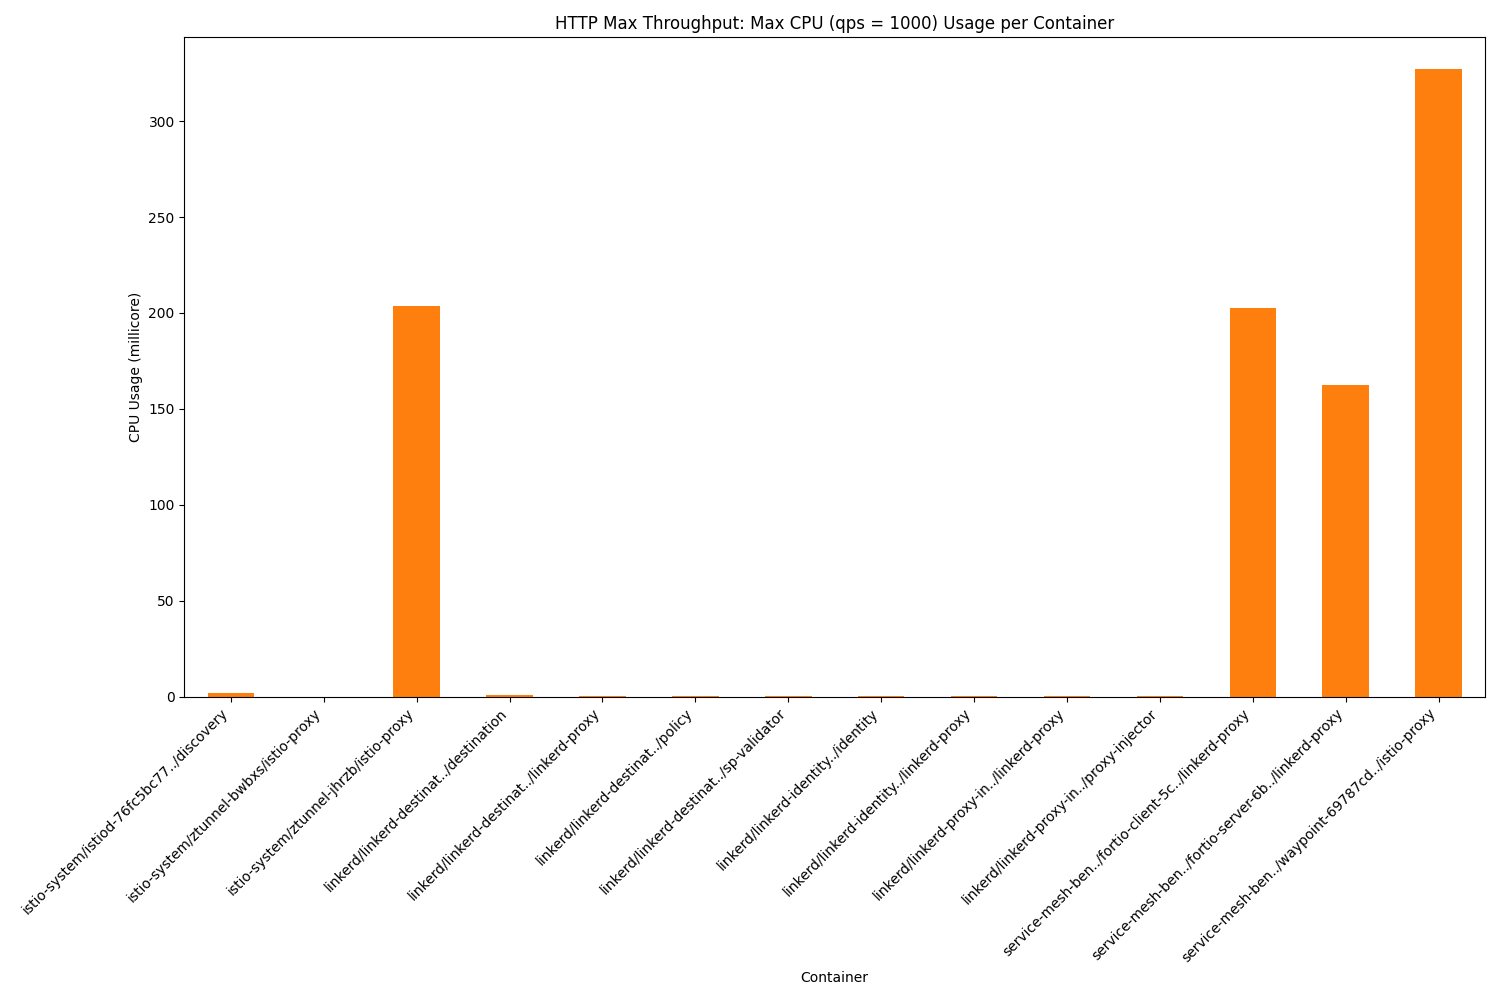 HTTP Max Throughput: Max CPU (qps = 1000) Usage per Container
CPU Usage (millicore)
300
250
200
150
100
50
0
istio-system/istiod-76fc5bc77../discovery
istio-system/ztunnel-bwbxs/istio-proxy
istio-system/ztunnel-jhrzb/istio-proxy
linkerd/linkerd-destinat../destination
linkerd/linkerd-destinat../linkerd-proxy
linkerd/linkerd-destinat../policy
linkerd/linkerd-destinat../sp-validator
linkerd/linkerd-identity../identity
linkerd/linkerd-identity../linkerd-proxy
linkerd/linkerd-proxy-in../linkerd-proxy
linkerd/linkerd-proxy-in../proxy-injector
service-mesh-ben../fortio-client-5c../linkerd-proxy
service-mesh-ben../fortio-server-6b../linkerd-proxy
service-mesh-ben../waypoint-69787cd../istio-proxy
Container